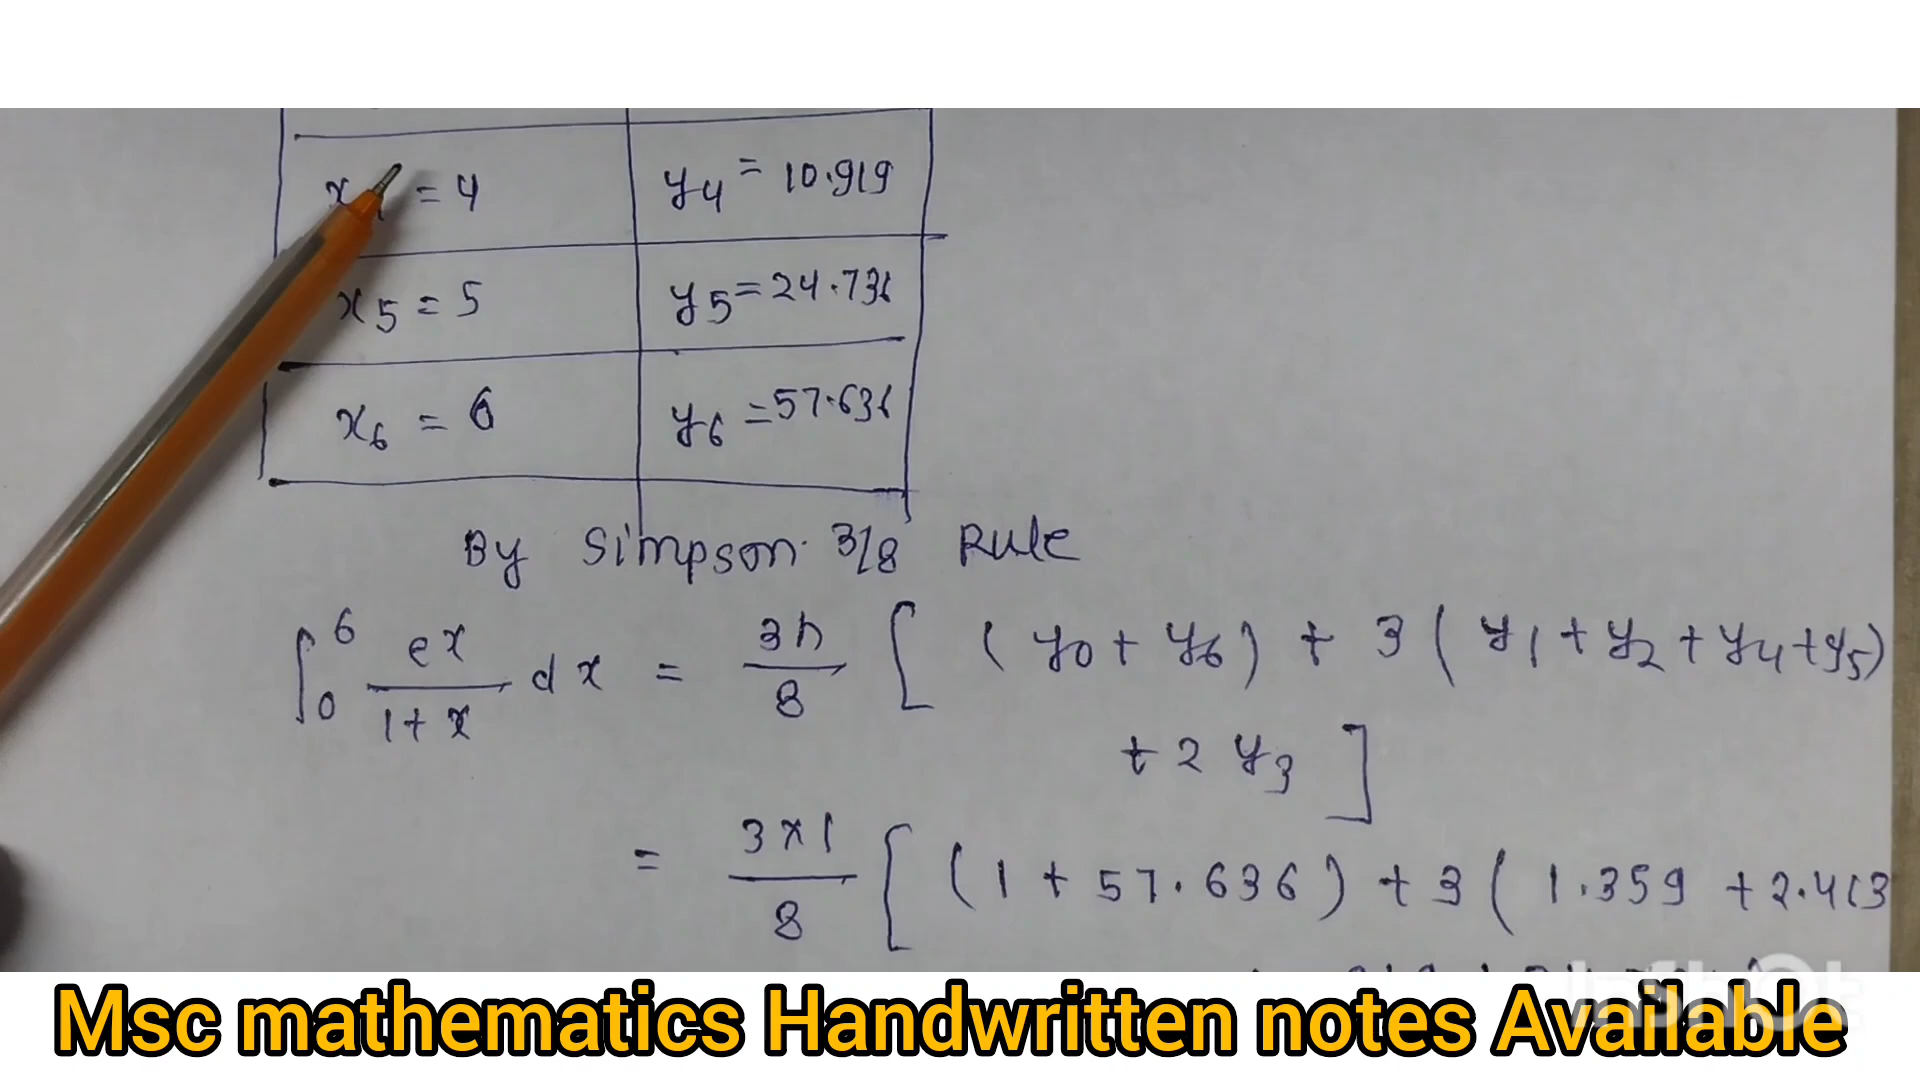 x₄ = 4 y₄ = 10.919
x₅ = 5 y₅ = 24.736
x₆ = 6 y₆ = 57.636
By Simpson 3/8 Rule
∫₀⁶ eˣ/(1+x) dx = 3h/8 [ (y₀ + y₆) + 3 ( y₁ + y₂ + y₄ + y₅)
+ 2 y₃ ]
= 3×1/8 [ (1 + 57.636) + 3 ( 1.359 + 2.463
InShOt
Msc mathematics Handwritten notes Available